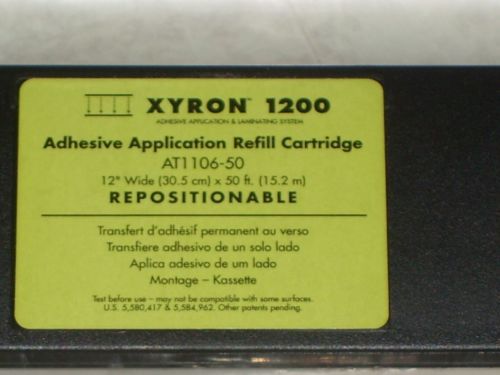 XYRON™ 1200
ADHESIVE APPLICATION & LAMINATING SYSTEM
Adhesive Application Refill Cartridge
AT1106-50
12" Wide (30.5 cm) x 50 ft. (15.2 m)
REPOSITIONABLE
Transfert d'adhésif permanent au verso
Transfiere adhesivo de un solo lado
Aplica adesivo de um lado
Montage – Kassette
Test before use – may not be compatible with some surfaces.
U.S. 5,580,417 & 5,584,962. Other patents pending.